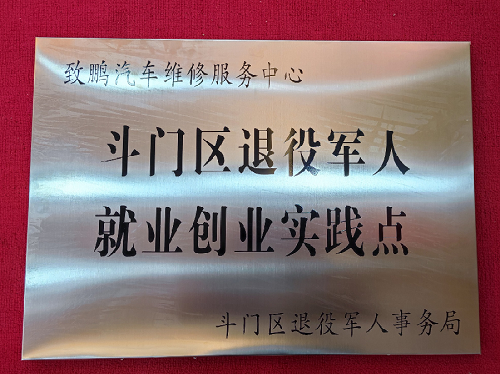 致鹏汽车维修服务中心
斗门区退役军人
就业创业实践点
斗门区退役军人事务局